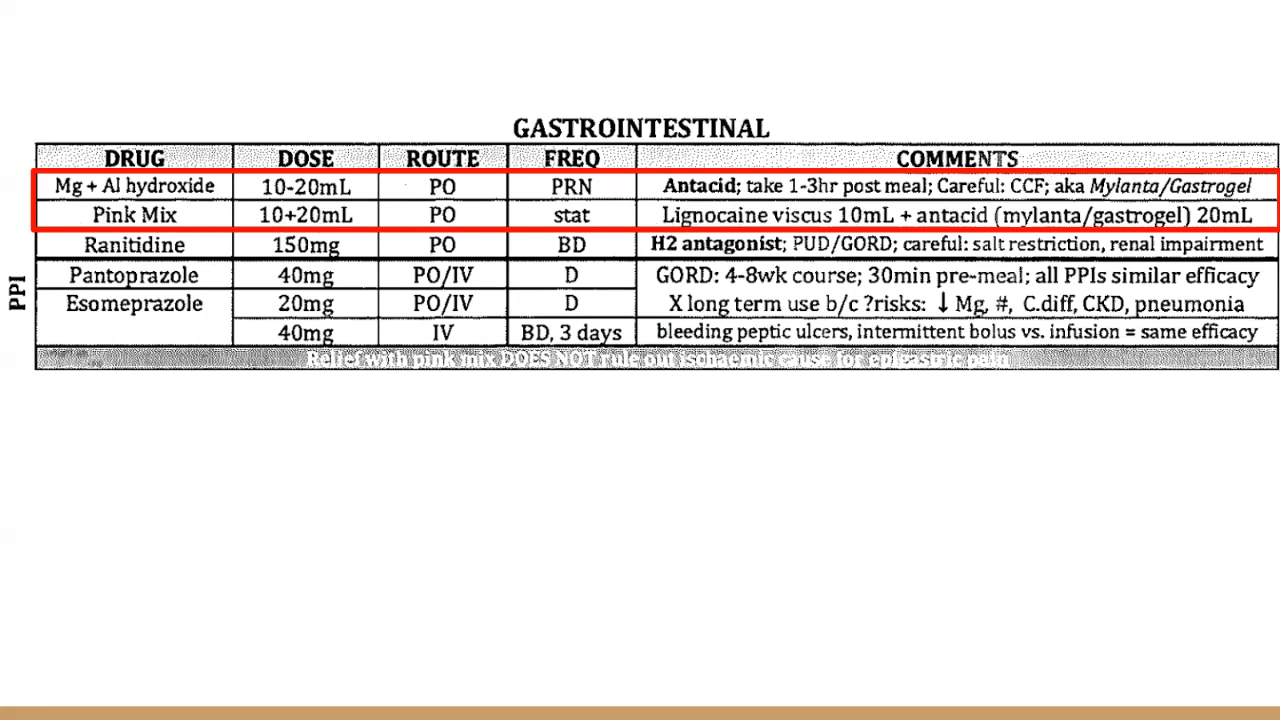 GASTROINTESTINAL
DRUG DOSE ROUTE FREQ COMMENTS
Mg + Al hydroxide 10-20mL PO PRN Antacid; take 1-3hr post meal; Careful: CCF; aka Mylanta/Gastrogel
Pink Mix 10+20mL PO stat Lignocaine viscus 10mL + antacid (mylanta/gastrogel) 20mL
Ranitidine 150mg PO BD H2 antagonist; PUD/GORD; careful: salt restriction, renal impairment
PPI
Pantoprazole 40mg PO/IV D GORD: 4-8wk course; 30min pre-meal; all PPIs similar efficacy
Esomeprazole 20mg PO/IV D X long term use b/c ?risks: ↓ Mg, #, C.diff, CKD, pneumonia
40mg IV BD, 3 days bleeding peptic ulcers, intermittent bolus vs. infusion = same efficacy
Relief with pink mix DOES NOT rule out ischaemic cause for epigastric pain